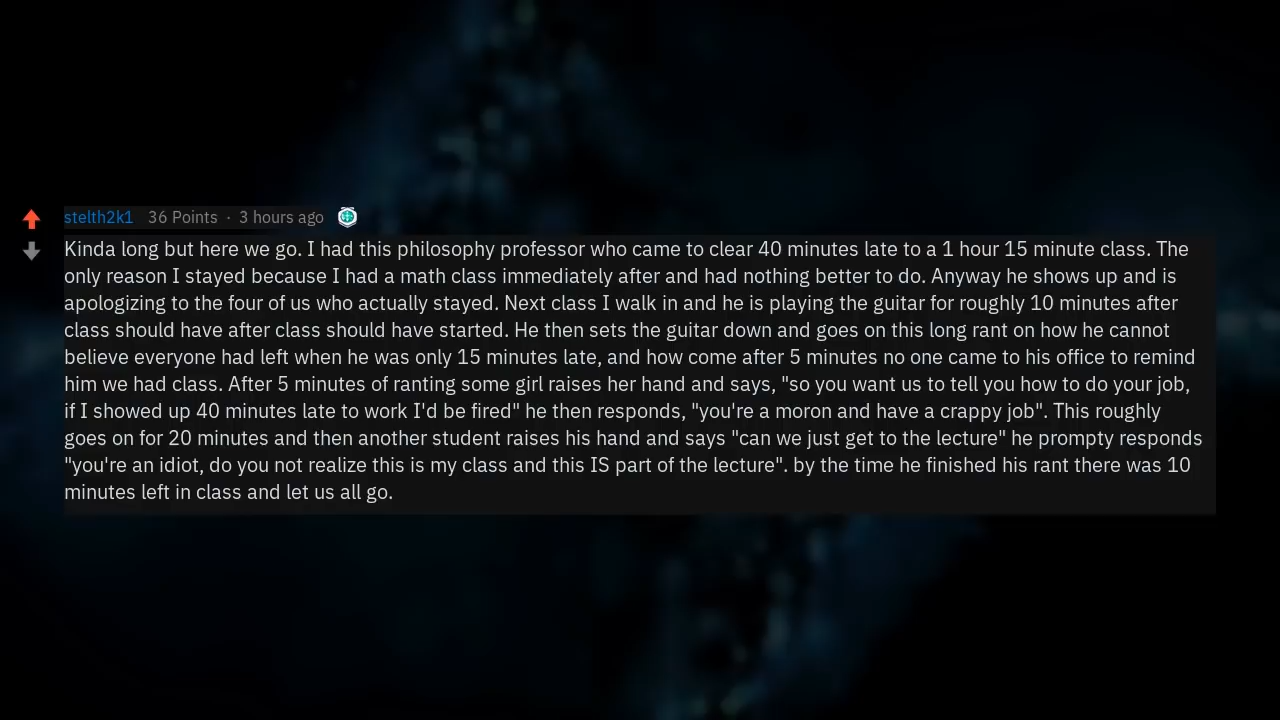 stelth2k1 36 Points · 3 hours ago
Kinda long but here we go. I had this philosophy professor who came to clear 40 minutes late to a 1 hour 15 minute class. The
only reason I stayed because I had a math class immediately after and had nothing better to do. Anyway he shows up and is
apologizing to the four of us who actually stayed. Next class I walk in and he is playing the guitar for roughly 10 minutes after
class should have after class should have started. He then sets the guitar down and goes on this long rant on how he cannot
believe everyone had left when he was only 15 minutes late, and how come after 5 minutes no one came to his office to remind
him we had class. After 5 minutes of ranting some girl raises her hand and says, "so you want us to tell you how to do your job,
if I showed up 40 minutes late to work I'd be fired" he then responds, "you're a moron and have a crappy job". This roughly
goes on for 20 minutes and then another student raises his hand and says "can we just get to the lecture" he prompty responds
"you're an idiot, do you not realize this is my class and this IS part of the lecture". by the time he finished his rant there was 10
minutes left in class and let us all go.